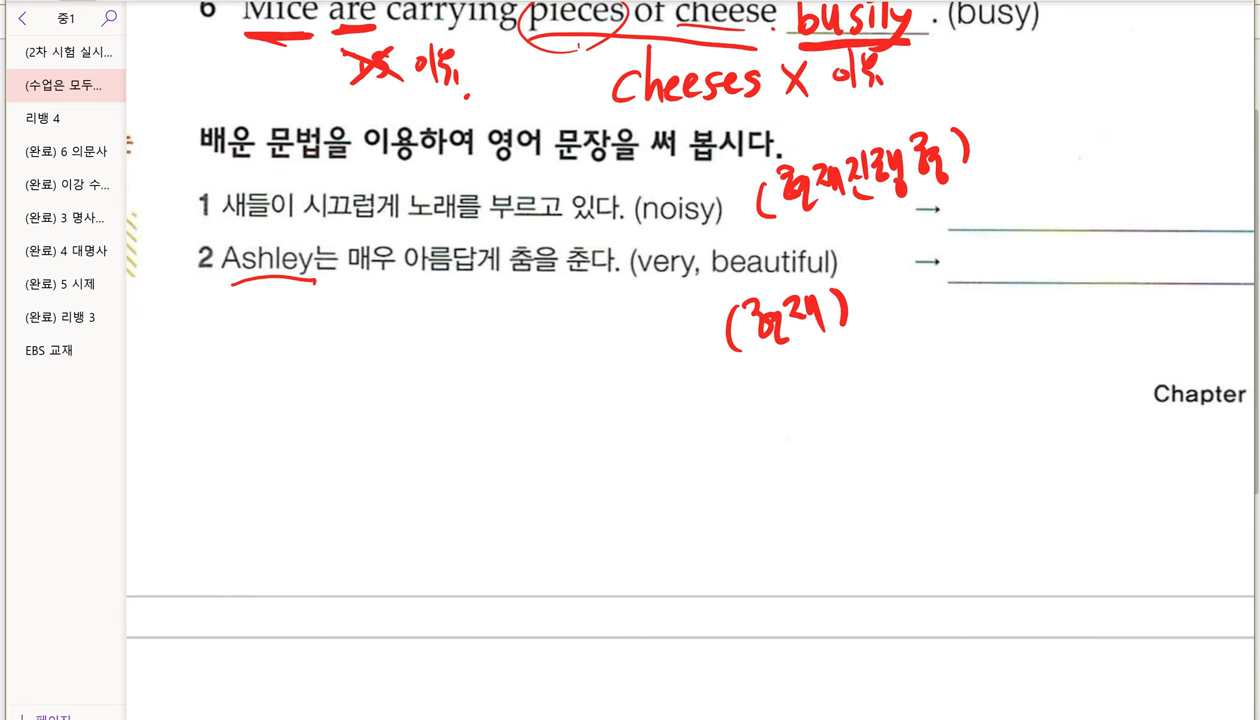 중1
(2차 시험 실시...
(수업은 모두...
리뱅 4
(완료) 6 의문사
(완료) 이강 수...
(완료) 3 명사...
(완료) 4 대명사
(완료) 5 시제
(완료) 리뱅 3
EBS 교재
6 Mice are carrying pieces of cheese. busily . (busy)
이유.
cheeses X 이유
배운 문법을 이용하여 영어 문장을 써 봅시다.
(현재진행형)
1 새들이 시끄럽게 노래를 부르고 있다. (noisy) →
2 Ashley는 매우 아름답게 춤을 춘다. (very, beautiful) →
(현재)
Chapter